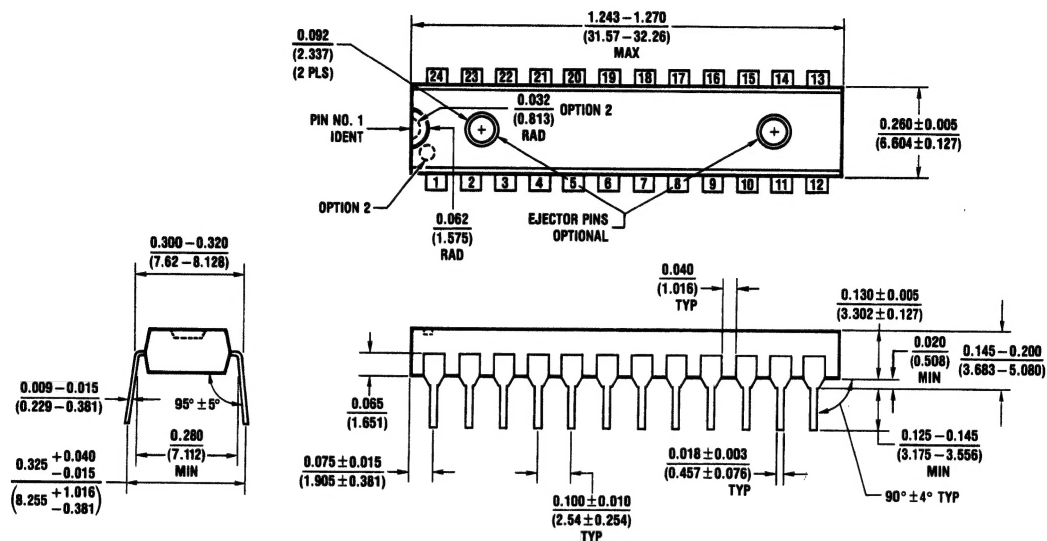 1.243–1.270
(31.57–32.26)
MAX
0.092
(2.337)
(2 PLS)
24 23 22 21 20 19 18 17 16 15 14 13
0.032
(0.813)
RAD
OPTION 2
PIN NO. 1
IDENT
0.260±0.005
(6.604±0.127)
1 2 3 4 5 6 7 8 9 10 11 12
OPTION 2
0.062
(1.575)
RAD
EJECTOR PINS
OPTIONAL
0.300–0.320
(7.62–8.128)
0.040
(1.016)
TYP
0.130±0.005
(3.302±0.127)
0.020
(0.508)
MIN
0.145–0.200
(3.683–5.080)
0.009–0.015
(0.229–0.381)
95°±5°
0.065
(1.651)
0.280
(7.112)
MIN
0.125–0.145
(3.175–3.556)
MIN
0.325 +0.040
−0.015
(8.255 +1.016
−0.381)
0.075±0.015
(1.905±0.381)
0.018±0.003
(0.457±0.076)
TYP
90°±4° TYP
0.100±0.010
(2.54±0.254)
TYP